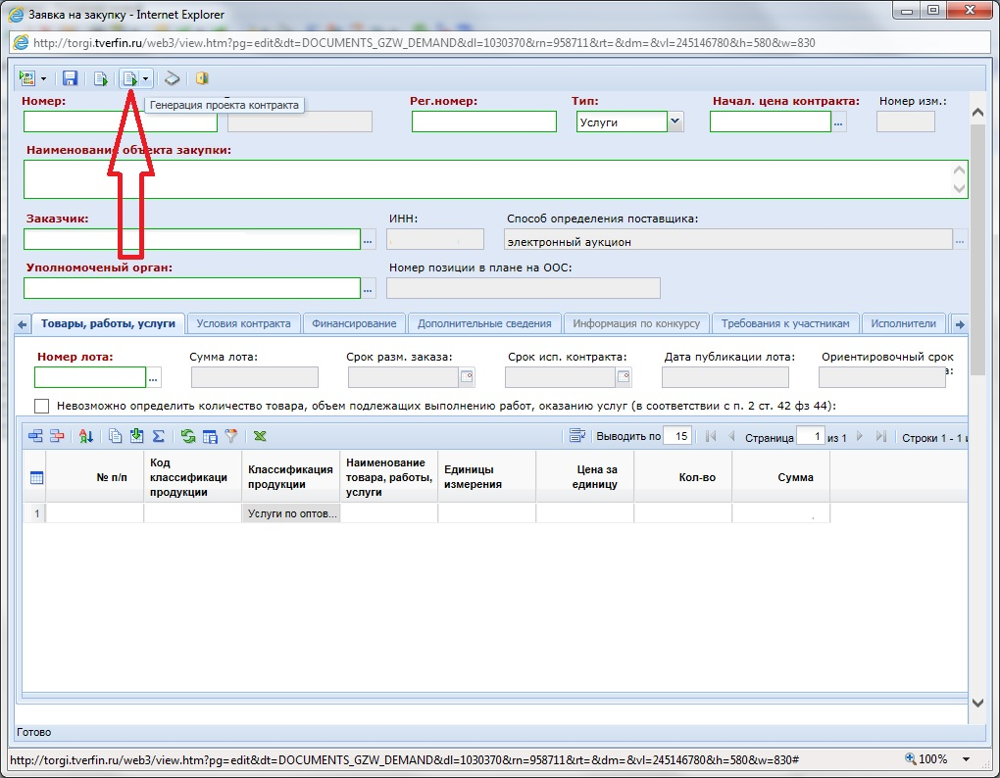 Заявка на закупку - Internet Explorer
http://torgi.tverfin.ru/web3/view.htm?pg=edit&dt=DOCUMENTS_GZW_DEMAND&dl=1030370&rn=958711&rt=&dm=&vl=245146780&h=580&w=830
Генерация проекта контракта
Номер: Рег.номер: Тип: Начал. цена контракта: Номер изм.:
Услуги ...
Наименование объекта закупки:
Заказчик: ИНН: Способ определения поставщика:
... электронный аукцион ...
Уполномоченый орган: Номер позиции в плане на ООС:
...
Товары, работы, услуги Условия контракта Финансирование Дополнительные сведения Информация по конкурсу Требования к участникам Исполнители
Номер лота: Сумма лота: Срок разм. заказа: Срок исп. контракта: Дата публикации лота: Ориентировочный срок
...
Невозможно определить количество товара, объем подлежащих выполнению работ, оказанию услуг (в соответствии с п. 2 ст. 42 фз 44):
Выводить по 15 Страница 1 из 1 Строки 1 - 1
№ п/п Код классификаци продукции Классификация продукции Наименование товара, работы, услуги Единицы измерения Цена за единицу Кол-во Сумма
1 Услуги по оптов...
Готово
http://torgi.tverfin.ru/web3/view.htm?pg=edit&dt=DOCUMENTS_GZW_DEMAND&dl=1030370&rn=958711&rt=&dm=&vl=245146780&h=580&w=830#
100%